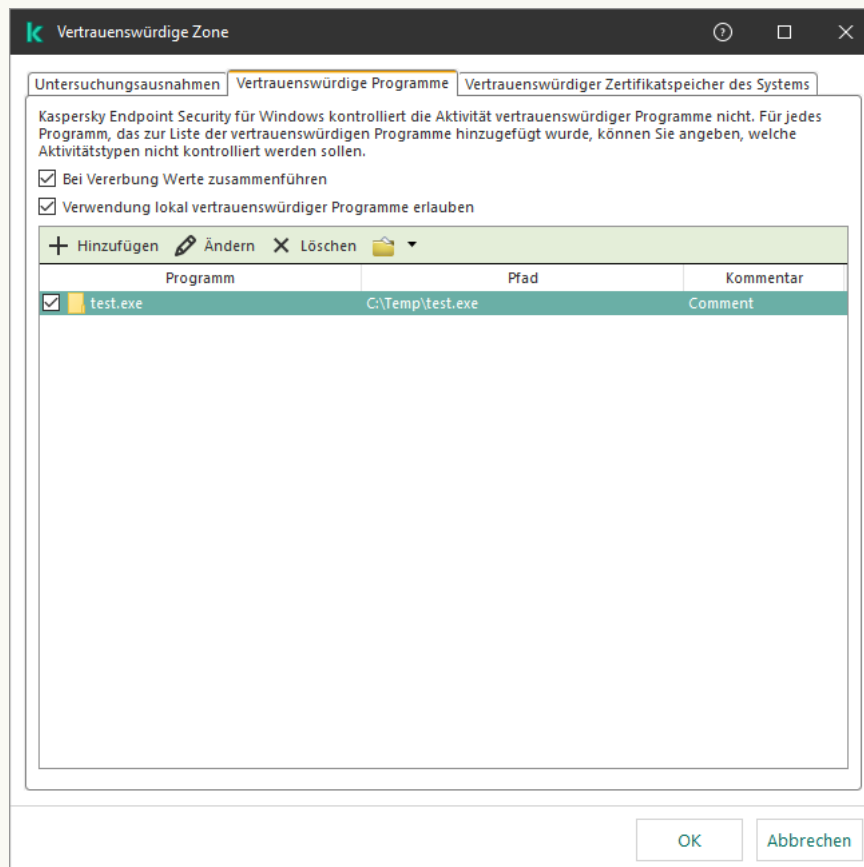 Vertrauenswürdige Zone
Untersuchungsausnahmen Vertrauenswürdige Programme Vertrauenswürdiger Zertifikatspeicher des Systems
Kaspersky Endpoint Security für Windows kontrolliert die Aktivität vertrauenswürdiger Programme nicht. Für jedes
Programm, das zur Liste der vertrauenswürdigen Programme hinzugefügt wurde, können Sie angeben, welche
Aktivitätstypen nicht kontrolliert werden sollen.
Bei Vererbung Werte zusammenführen
Verwendung lokal vertrauenswürdiger Programme erlauben
Hinzufügen Ändern Löschen
Programm Pfad Kommentar
test.exe C:\Temp\test.exe Comment
OK Abbrechen